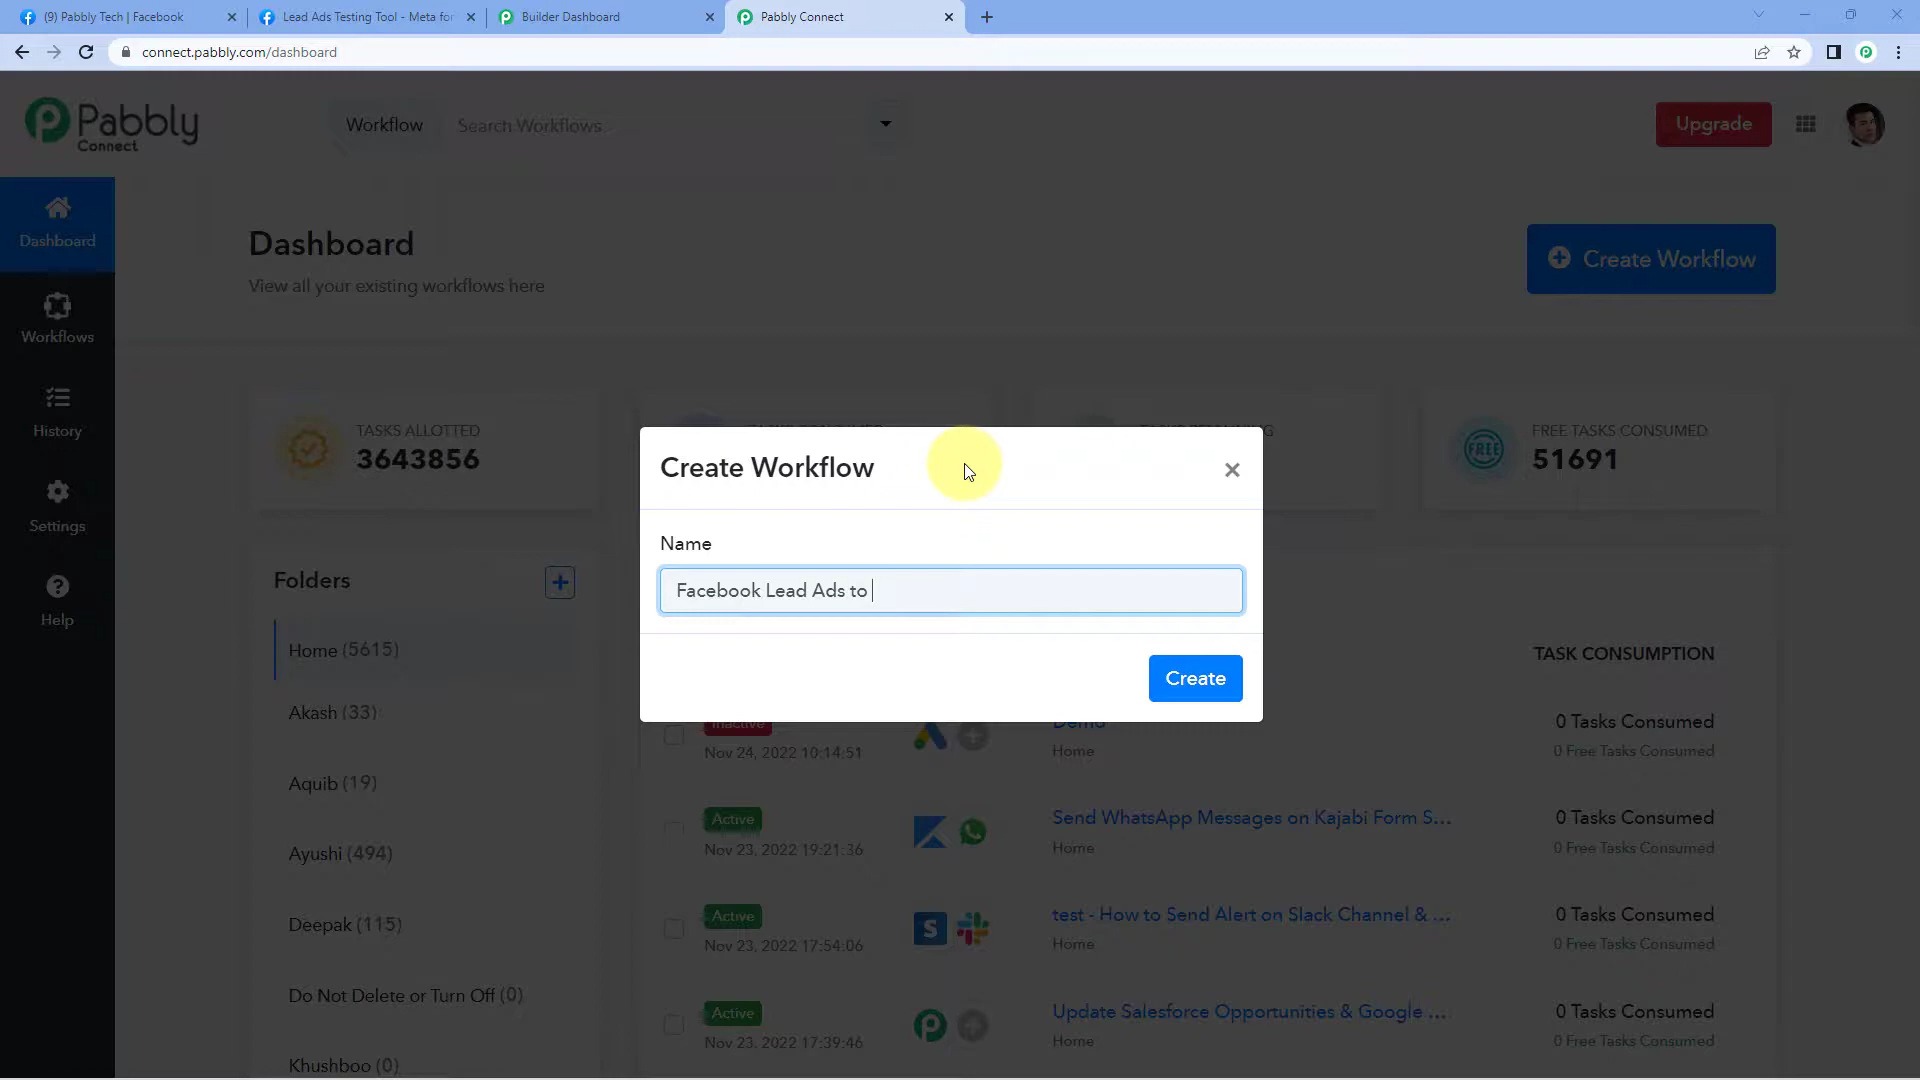 (9) Pabbly Tech | Facebook
Lead Ads Testing Tool - Meta for
Builder Dashboard
Pabbly Connect
connect.pabbly.com/dashboard
Pabbly
Connect
Workflow
Search Workflows..
Upgrade
Dashboard
Workflows
History
Settings
Help
Dashboard
View all your existing workflows here
Create Workflow
TASKS ALLOTTED
3643856
FREE TASKS CONSUMED
51691
FREE
Create Workflow
Name
Facebook Lead Ads to
Create
Folders
Home (5615)
Akash (33)
Aquib (19)
Ayushi (494)
Deepak (115)
Do Not Delete or Turn Off (0)
Khushboo (0)
TASK CONSUMPTION
Inactive
Nov 24, 2022 10:14:51
Demo
Home
0 Tasks Consumed
0 Free Tasks Consumed
Active
Nov 23, 2022 19:21:36
Send WhatsApp Messages on Kajabi Form S...
Home
0 Tasks Consumed
0 Free Tasks Consumed
Active
Nov 23, 2022 17:54:06
test - How to Send Alert on Slack Channel & ...
Home
0 Tasks Consumed
0 Free Tasks Consumed
Active
Nov 23, 2022 17:39:46
Update Salesforce Opportunities & Google ...
Home
0 Tasks Consumed
0 Free Tasks Consumed